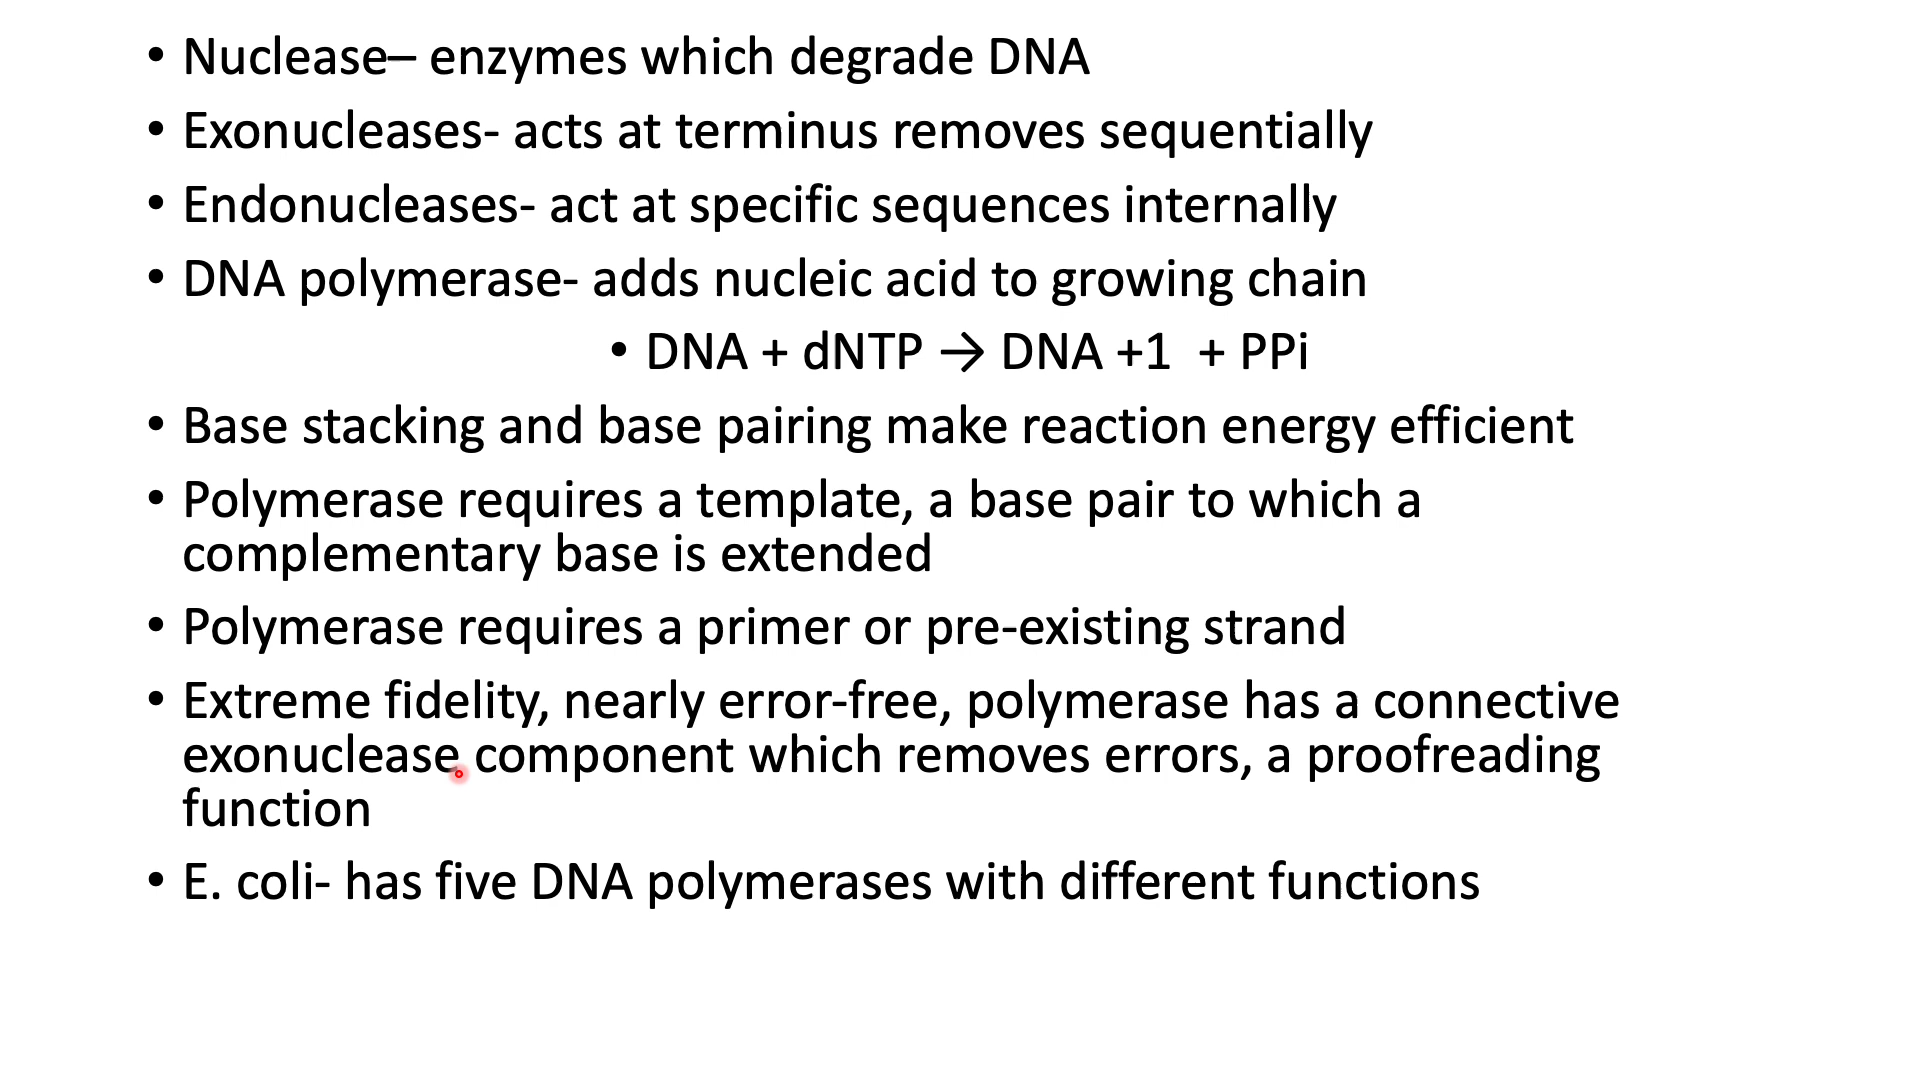 • Nuclease– enzymes which degrade DNA
• Exonucleases- acts at terminus removes sequentially
• Endonucleases- act at specific sequences internally
• DNA polymerase- adds nucleic acid to growing chain
• DNA + dNTP → DNA +1  + PPi
• Base stacking and base pairing make reaction energy efficient
• Polymerase requires a template, a base pair to which a
complementary base is extended
• Polymerase requires a primer or pre-existing strand
• Extreme fidelity, nearly error-free, polymerase has a connective
exonuclease component which removes errors, a proofreading
function
• E. coli- has five DNA polymerases with different functions